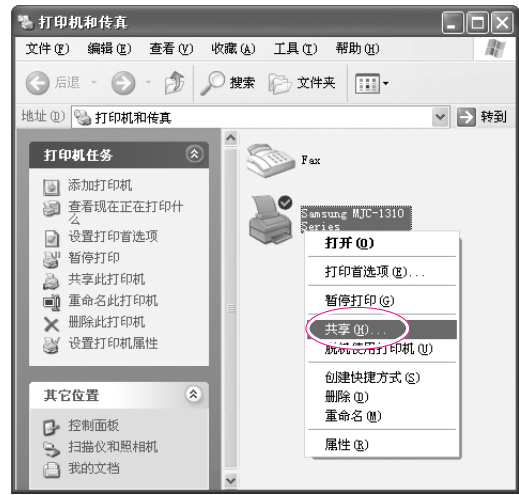 打印机和传真
文件(F) 编辑(E) 查看(V) 收藏(A) 工具(T) 帮助(H)
后退 搜索 文件夹
地址(D) 打印机和传真 转到
打印机任务
添加打印机
查看现在正在打印什
么
设置打印首选项
暂停打印
共享此打印机
重命名此打印机
删除此打印机
设置打印机属性
其它位置
控制面板
扫描仪和照相机
我的文档
Fax
Samsung MJC-1310
Series
打开(O)
打印首选项(E)...
暂停打印(G)
共享(H)...
脱机使用打印机(U)
创建快捷方式(S)
删除(D)
重命名(M)
属性(R)